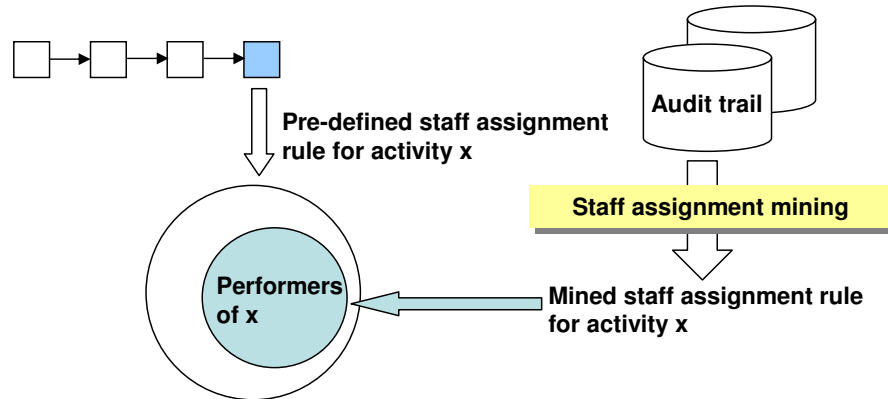 Audit trail
Pre-defined staff assignment
rule for activity x
Staff assignment mining
Performers
of x
Mined staff assignment rule
for activity x